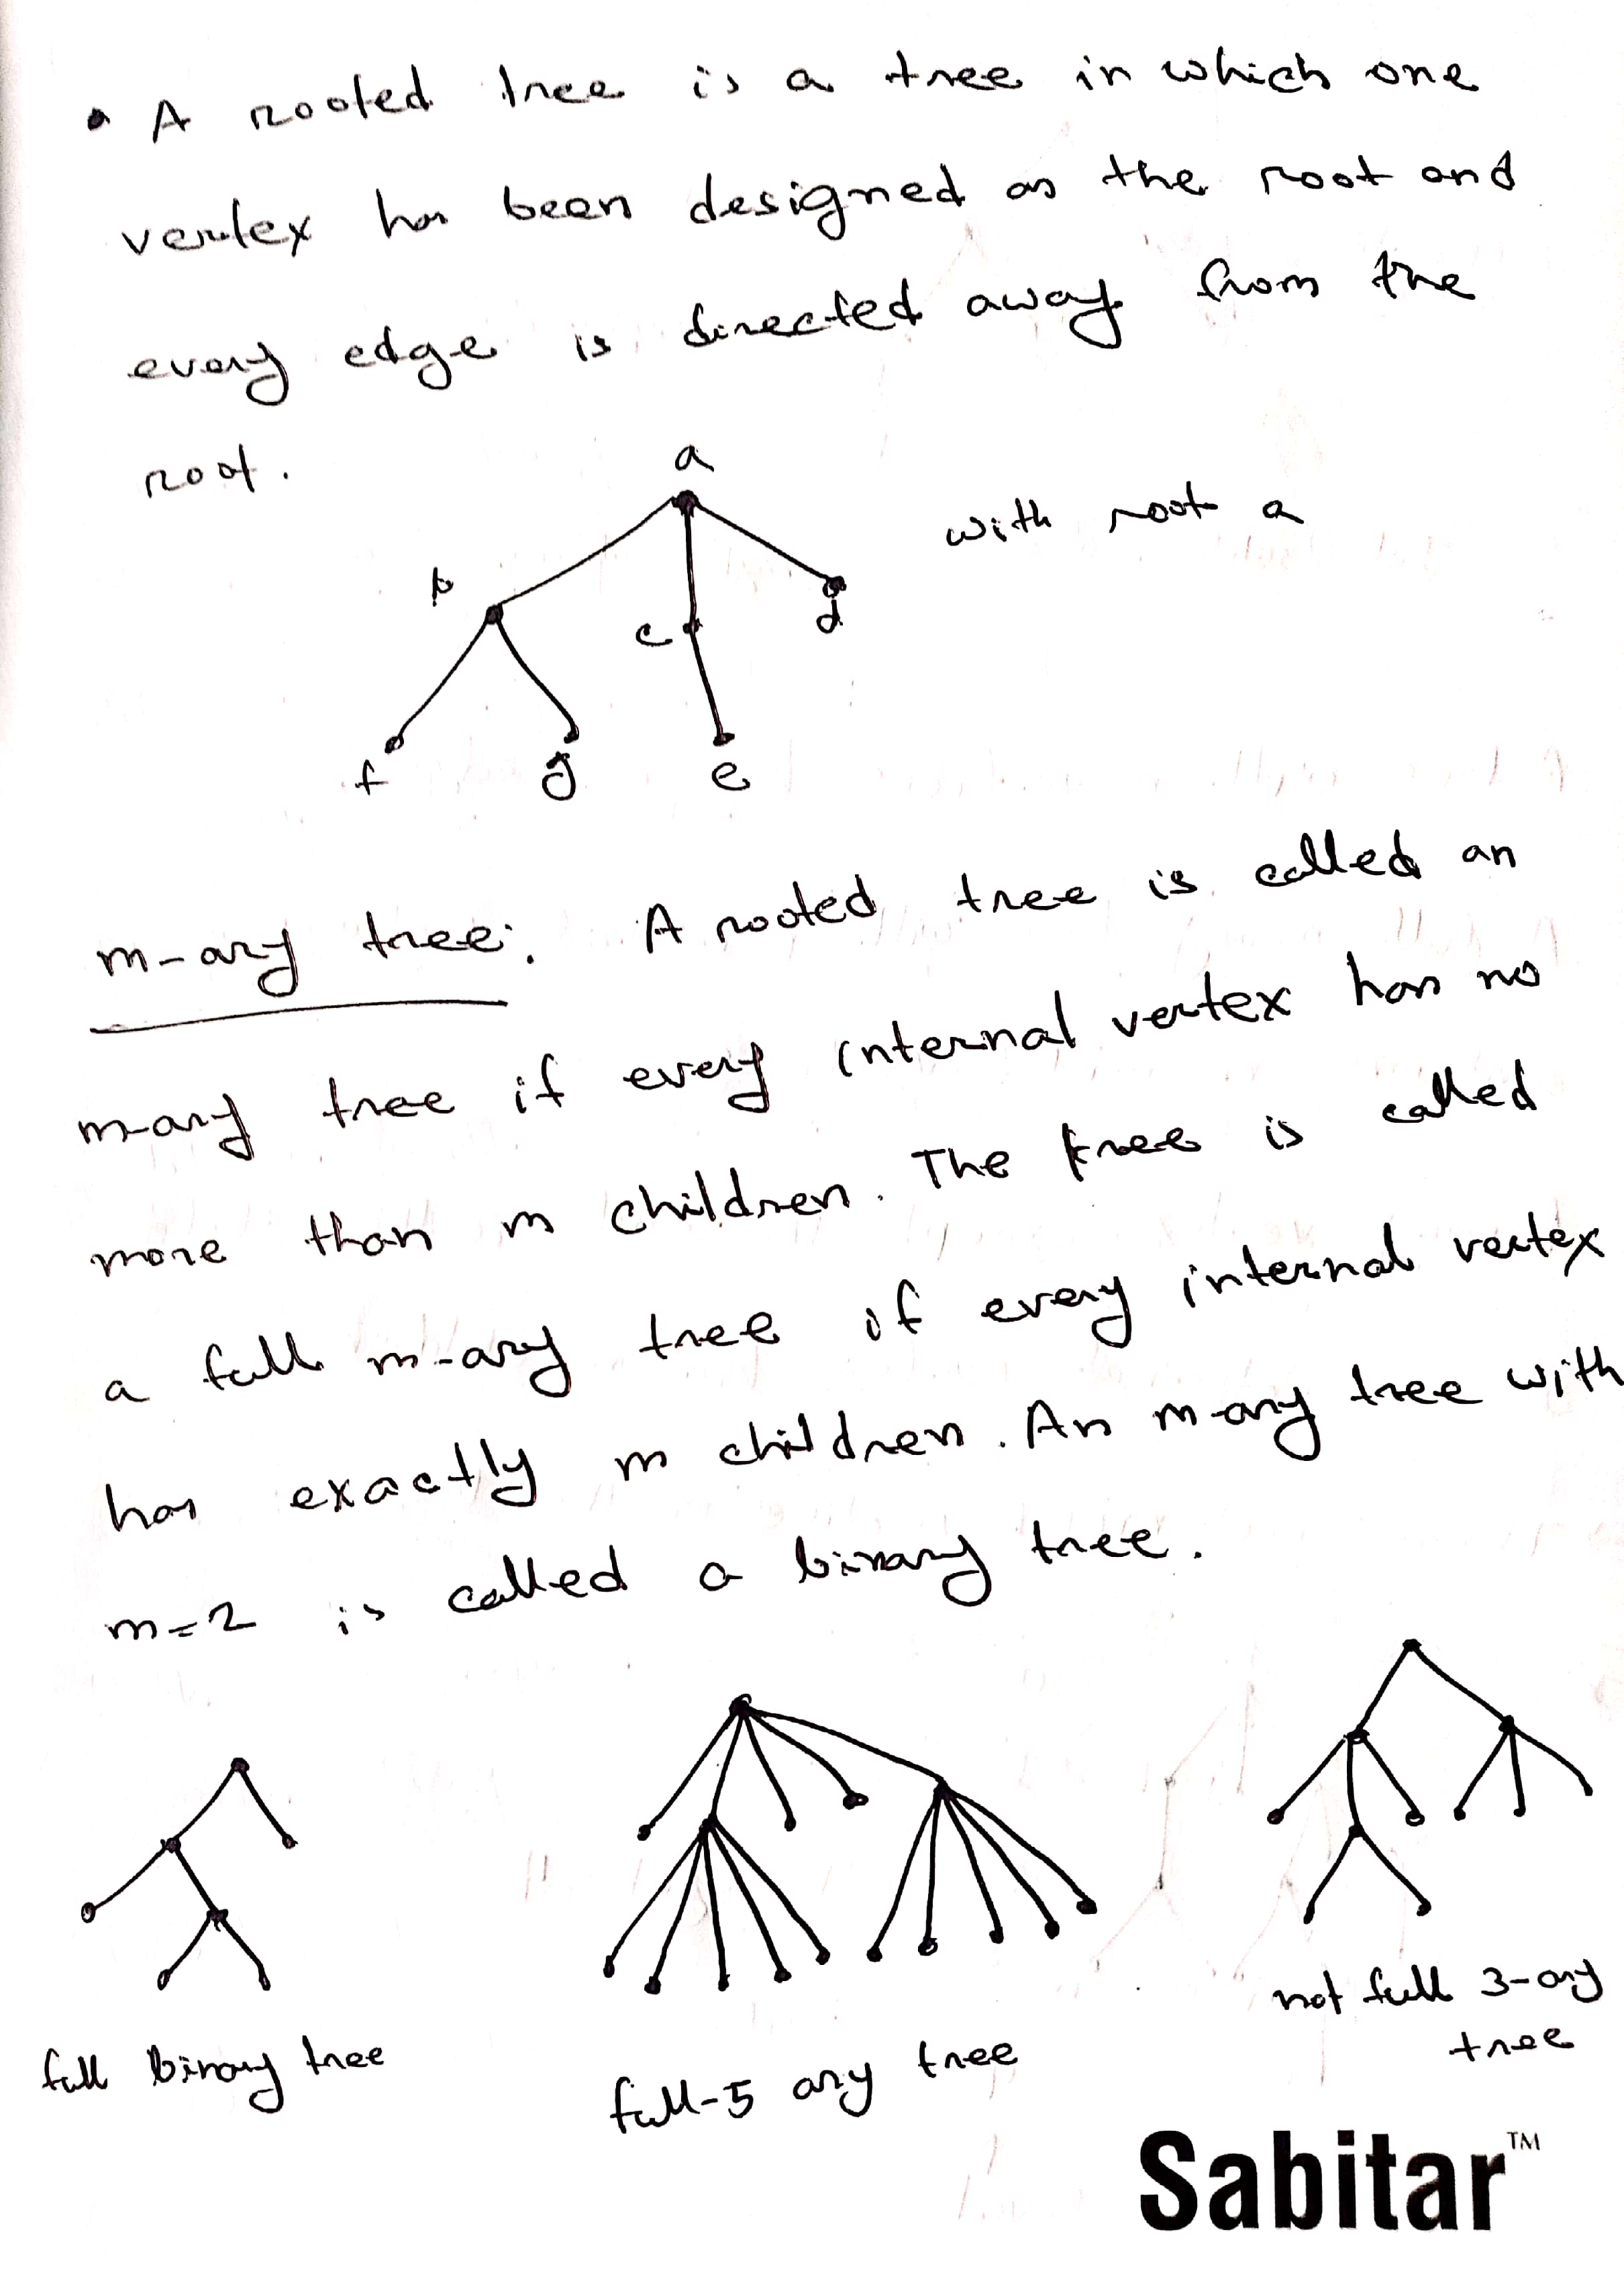 • A rooted tree is a tree in which one
vertex has been designed as the root and
every edge is directed away from the
root.
a
with root a
b
c
d
f
g
e
m-ary tree: A rooted tree is called an
m-ary tree if every internal vertex has no
more than m children. The tree is called
a full m-ary tree if every internal vertex
has exactly m children. An m-ary tree with
m=2 is called a binary tree.
full binary tree
full-5 ary tree
not full 3-ary
tree
Sabitar™